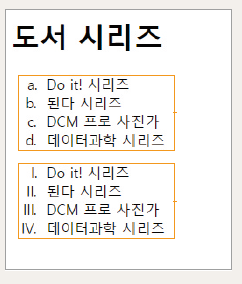 도서 시리즈
a. Do it! 시리즈
b. 된다 시리즈
c. DCM 프로 사진가
d. 데이터과학 시리즈
I. Do it! 시리즈
II. 된다 시리즈
III. DCM 프로 사진가
IV. 데이터과학 시리즈